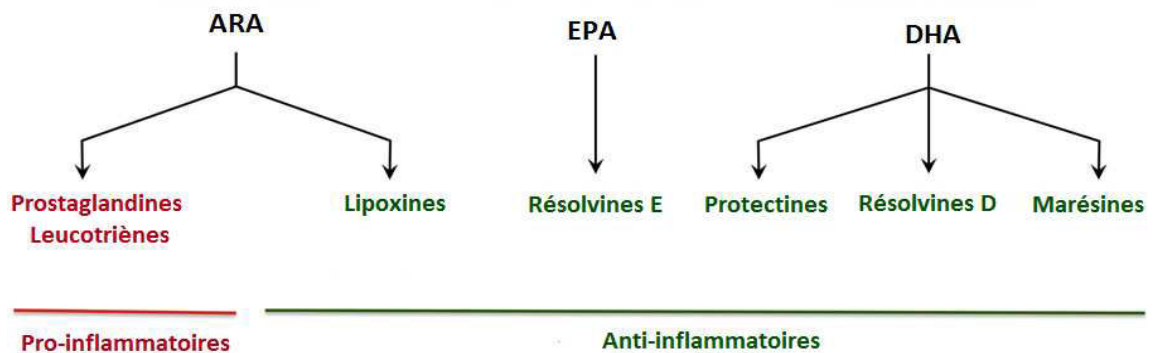 ARA
EPA
DHA
Prostaglandines
Leucotriènes
Lipoxines
Résolvines E
Protectines
Résolvines D
Marésines
Pro-inflammatoires
Anti-inflammatoires